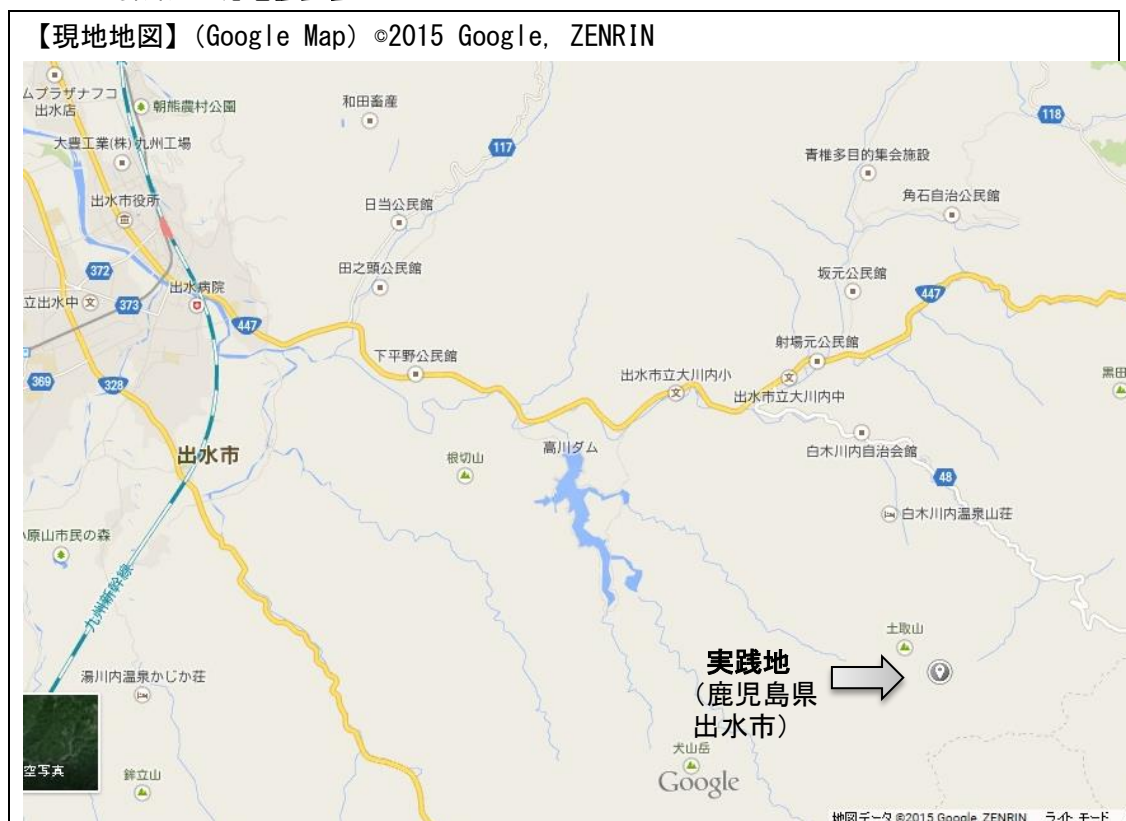 【現地地図】(Google Map) ©2015 Google, ZENRIN
ムプラザナフコ
出水店
朝熊農村公園
和田畜産
118
大豊工業(株)九州工場
117
青椎多目的集会施設
出水市役所
日当公民館
角石自治公民館
372
田之頭公民館
坂元公民館
立出水中
373
出水病院
447
447
射場元公民館
369
328
下平野公民館
出水市立大川内小
出水市立大川内中
黒田
出水市
根切山
高川ダム
白木川内自治会館
48
白木川内温泉山荘
原山市民の森
九州新幹線
土取山
実践地
(鹿児島県
出水市)
湯川内温泉かじか荘
犬山岳
空写真
鉾立山
Google
地図データ ©2015 Google, ZENRIN ライト モード